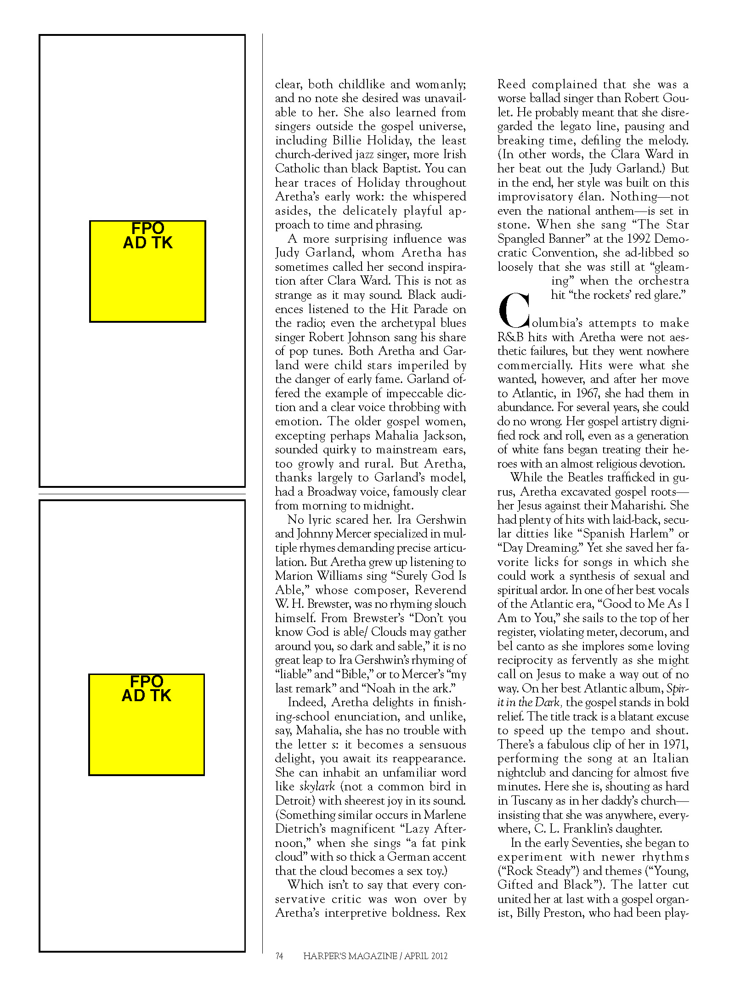 FPO
AD TK
FPO
AD TK
clear, both childlike and womanly;
and no note she desired was unavail-
able to her. She also learned from
singers outside the gospel universe,
including Billie Holiday, the least
church-derived jazz singer, more Irish
Catholic than black Baptist. You can
hear traces of Holiday throughout
Aretha’s early work: the whispered
asides, the delicately playful ap-
proach to time and phrasing.
A more surprising influence was
Judy Garland, whom Aretha has
sometimes called her second inspira-
tion after Clara Ward. This is not as
strange as it may sound. Black audi-
ences listened to the Hit Parade on
the radio; even the archetypal blues
singer Robert Johnson sang his share
of pop tunes. Both Aretha and Gar-
land were child stars imperiled by
the danger of early fame. Garland of-
fered the example of impeccable dic-
tion and a clear voice throbbing with
emotion. The older gospel women,
excepting perhaps Mahalia Jackson,
sounded quirky to mainstream ears,
too growly and rural. But Aretha,
thanks largely to Garland’s model,
had a Broadway voice, famously clear
from morning to midnight.
No lyric scared her. Ira Gershwin
and Johnny Mercer specialized in mul-
tiple rhymes demanding precise articu-
lation. But Aretha grew up listening to
Marion Williams sing “Surely God Is
Able,” whose composer, Reverend
W. H. Brewster, was no rhyming slouch
himself. From Brewster’s “Don’t you
know God is able/ Clouds may gather
around you, so dark and sable,” it is no
great leap to Ira Gershwin’s rhyming of
“liable” and “Bible,” or to Mercer’s “my
last remark” and “Noah in the ark.”
Indeed, Aretha delights in finish-
ing-school enunciation, and unlike,
say, Mahalia, she has no trouble with
the letter s: it becomes a sensuous
delight, you await its reappearance.
She can inhabit an unfamiliar word
like skylark (not a common bird in
Detroit) with sheerest joy in its sound.
(Something similar occurs in Marlene
Dietrich’s magnificent “Lazy After-
noon,” when she sings “a fat pink
cloud” with so thick a German accent
that the cloud becomes a sex toy.)
Which isn’t to say that every con-
servative critic was won over by
Aretha’s interpretive boldness. Rex
Reed complained that she was a
worse ballad singer than Robert Gou-
let. He probably meant that she disre-
garded the legato line, pausing and
breaking time, defiling the melody.
(In other words, the Clara Ward in
her beat out the Judy Garland.) But
in the end, her style was built on this
improvisatory élan. Nothing—not
even the national anthem—is set in
stone. When she sang “The Star
Spangled Banner” at the 1992 Demo-
cratic Convention, she ad-libbed so
loosely that she was still at “gleam-
ing” when the orchestra
hit “the rockets’ red glare.”
Columbia’s attempts to make
R&B hits with Aretha were not aes-
thetic failures, but they went nowhere
commercially. Hits were what she
wanted, however, and after her move
to Atlantic, in 1967, she had them in
abundance. For several years, she could
do no wrong. Her gospel artistry digni-
fied rock and roll, even as a generation
of white fans began treating their he-
roes with an almost religious devotion.
While the Beatles trafficked in gu-
rus, Aretha excavated gospel roots—
her Jesus against their Maharishi. She
had plenty of hits with laid-back, secu-
lar ditties like “Spanish Harlem” or
“Day Dreaming.” Yet she saved her fa-
vorite licks for songs in which she
could work a synthesis of sexual and
spiritual ardor. In one of her best vocals
of the Atlantic era, “Good to Me As I
Am to You,” she sails to the top of her
register, violating meter, decorum, and
bel canto as she implores some loving
reciprocity as fervently as she might
call on Jesus to make a way out of no
way. On her best Atlantic album, Spir-
it in the Dark, the gospel stands in bold
relief. The title track is a blatant excuse
to speed up the tempo and shout.
There’s a fabulous clip of her in 1971,
performing the song at an Italian
nightclub and dancing for almost five
minutes. Here she is, shouting as hard
in Tuscany as in her daddy’s church—
insisting that she was anywhere, every-
where, C. L. Franklin’s daughter.
In the early Seventies, she began to
experiment with newer rhythms
(“Rock Steady”) and themes (“Young,
Gifted and Black”). The latter cut
united her at last with a gospel organ-
ist, Billy Preston, who had been play-
74 HARPER’S MAGAZINE / APRIL 2012